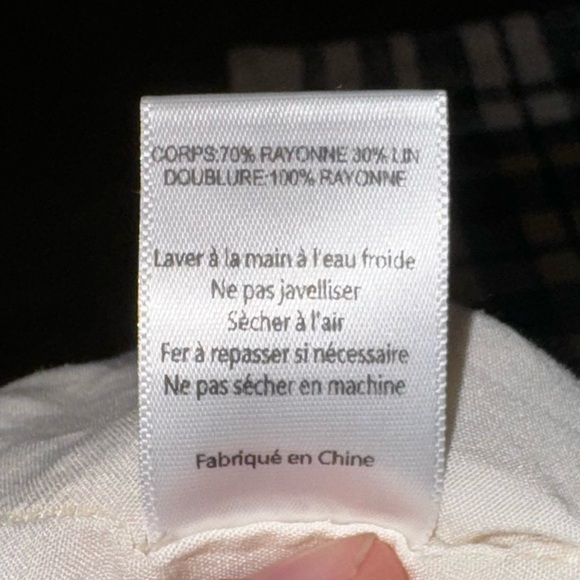 CORPS:70% RAYONNE 30% LIN
DOUBLURE:100% RAYONNE
Laver à la main à l'eau froide
Ne pas javelliser
Sècher à l'air
Fer à repasser si nécessaire
Ne pas sécher en machine
Fabriqué en Chine